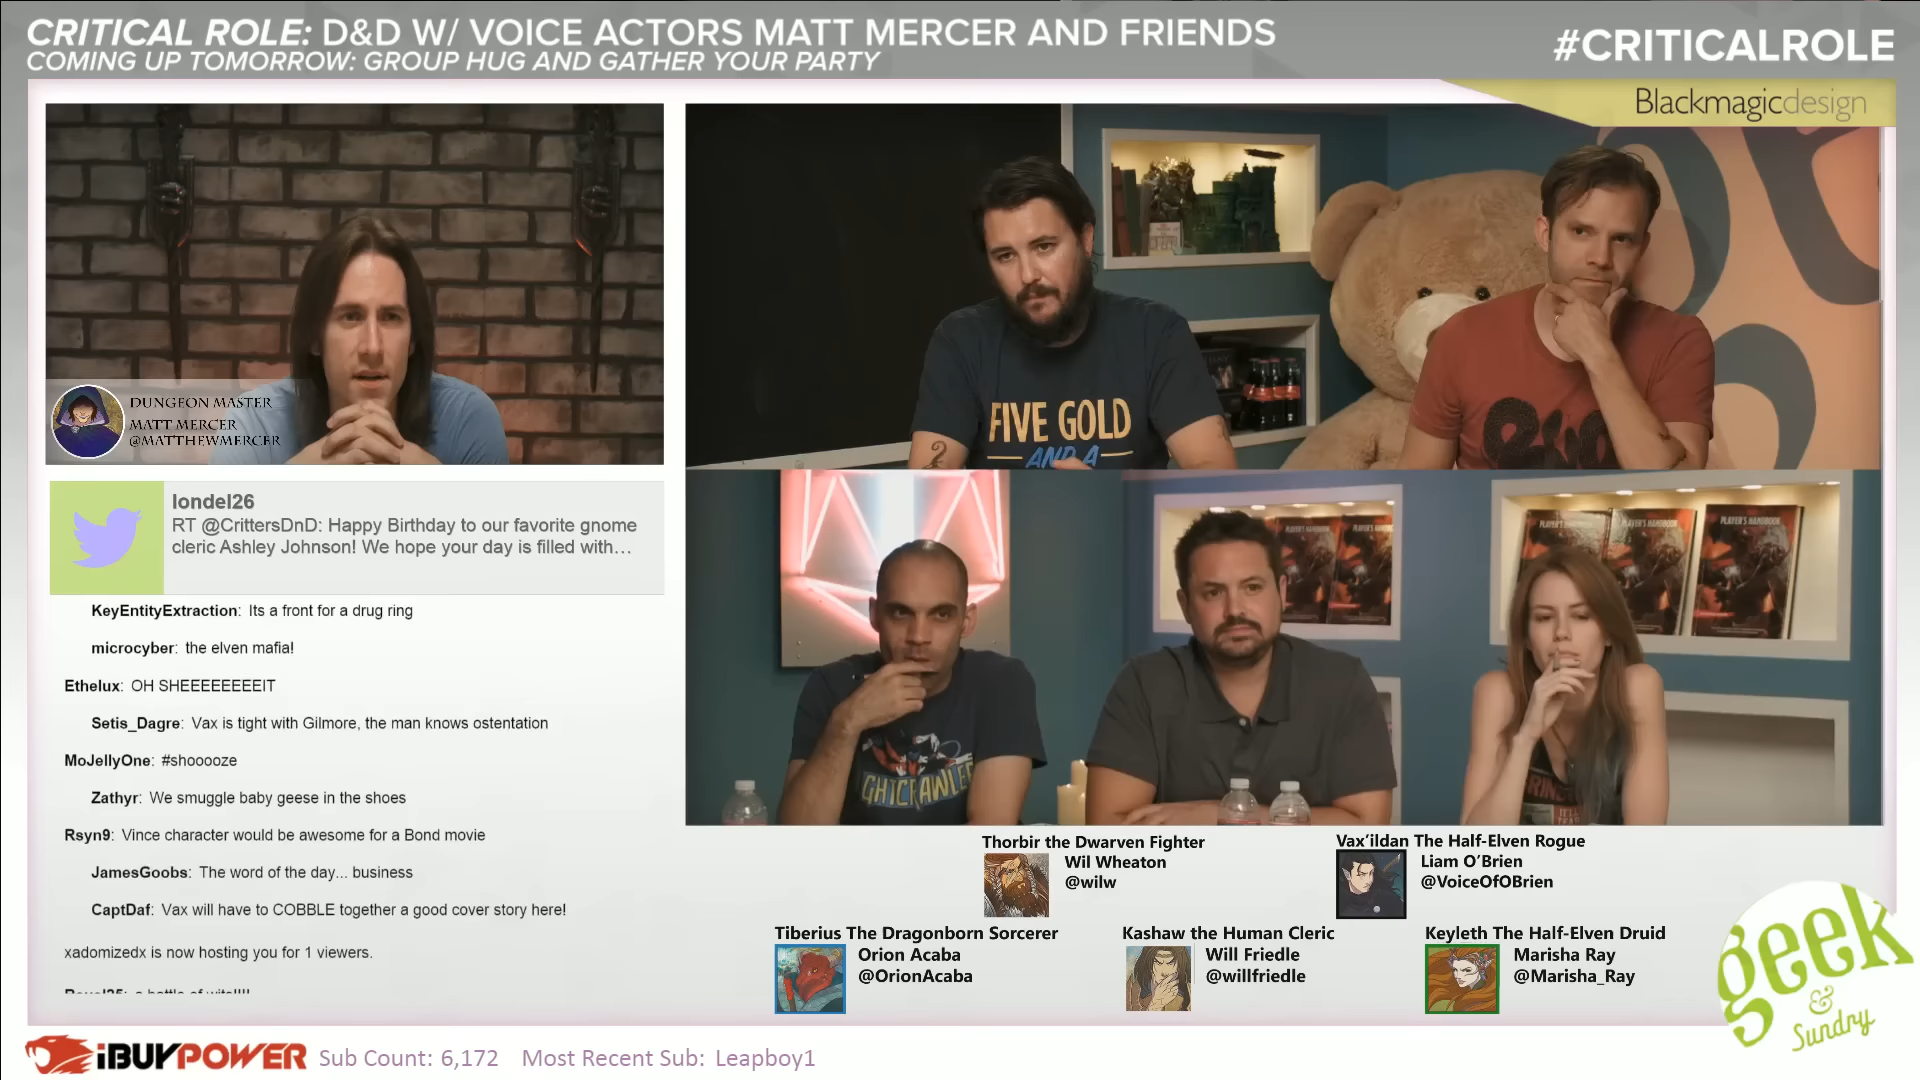 CRITICAL ROLE: D&D W/ VOICE ACTORS MATT MERCER AND FRIENDS
COMING UP TOMORROW: GROUP HUG AND GATHER YOUR PARTY
#CRITICALROLE
Blackmagicdesign
DUNGEON MASTER
MATT MERCER
@MATTHEWMERCER
FIVE GOLD
AND A
londel26
RT @CrittersDnD: Happy Birthday to our favorite gnome
cleric Ashley Johnson! We hope your day is filled with…
KeyEntityExtraction: Its a front for a drug ring
microcyber: the elven mafia!
Ethelux: OH SHEEEEEEEEIT
Setis_Dagre: Vax is tight with Gilmore, the man knows ostentation
MoJellyOne: #shooooze
Zathyr: We smuggle baby geese in the shoes
Rsyn9: Vince character would be awesome for a Bond movie
JamesGoobs: The word of the day... business
CaptDaf: Vax will have to COBBLE together a good cover story here!
xadomizedx is now hosting you for 1 viewers.
PLAYER'S HANDBOOK
PLAYER'S HANDBOOK
GHTCRAWLE
Thorbir the Dwarven Fighter
Wil Wheaton
@wilw
Vax'ildan The Half-Elven Rogue
Liam O'Brien
@VoiceOfOBrien
Tiberius The Dragonborn Sorcerer
Orion Acaba
@OrionAcaba
Kashaw the Human Cleric
Will Friedle
@willfriedle
Keyleth The Half-Elven Druid
Marisha Ray
@Marisha_Ray
geek
&
Sundry
iBUYPOWER
Sub Count: 6,172 Most Recent Sub: Leapboy1